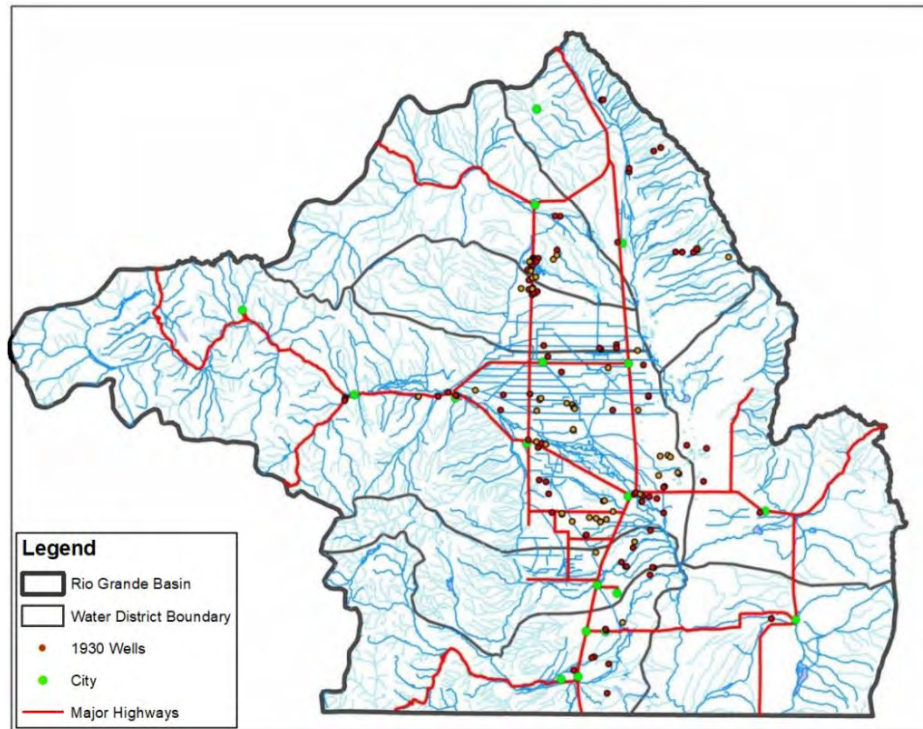 Legend
Rio Grande Basin
Water District Boundary
1930 Wells
City
Major Highways